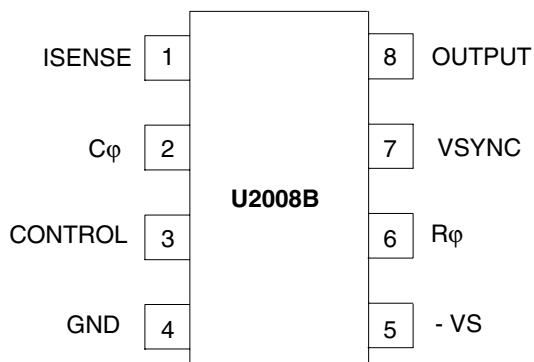 ISENSE 1 8 OUTPUT
Cφ 2 7 VSYNC
U2008B
CONTROL 3 6 Rφ
GND 4 5 - VS